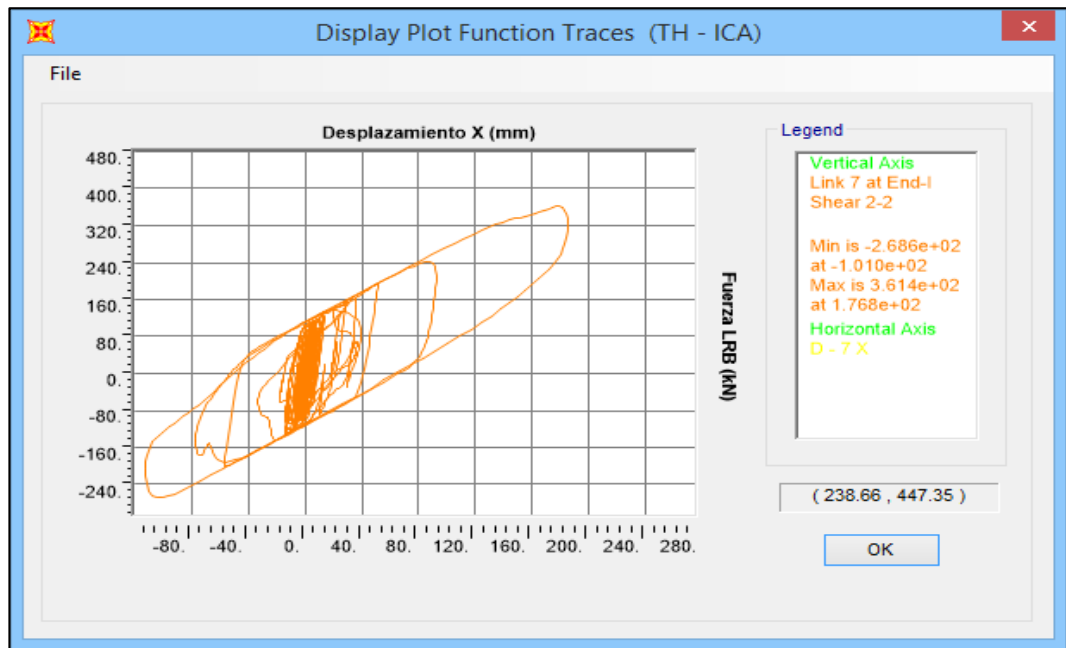 Display Plot Function Traces (TH - ICA)
File
Desplazamiento X (mm)
480.
400.
320.
240.
160.
80.
0.
-80.
-160.
-240.
-80. -40. 0. 40. 80. 120. 160. 200. 240. 280.
Fuerza LRB (kN)
Legend
Vertical Axis
Link 7 at End-I
Shear 2-2
Min is -2.686e+02
at -1.010e+02
Max is 3.614e+02
at 1.768e+02
Horizontal Axis
D - 7 X
( 238.66 , 447.35 )
OK